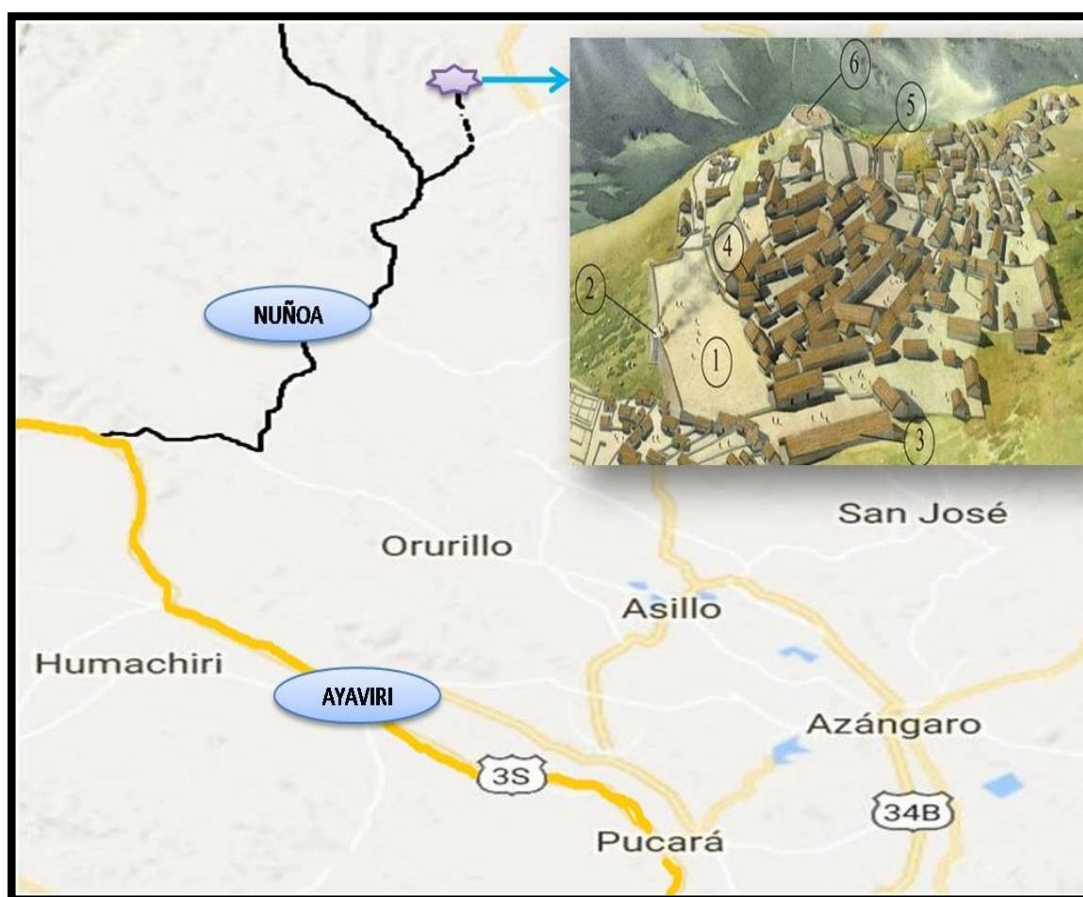 6
5
4
2
NUÑOA
1
3
San José
Orurillo
Asillo
Humachiri
AYAVIRI
Azángaro
3S
34B
Pucará